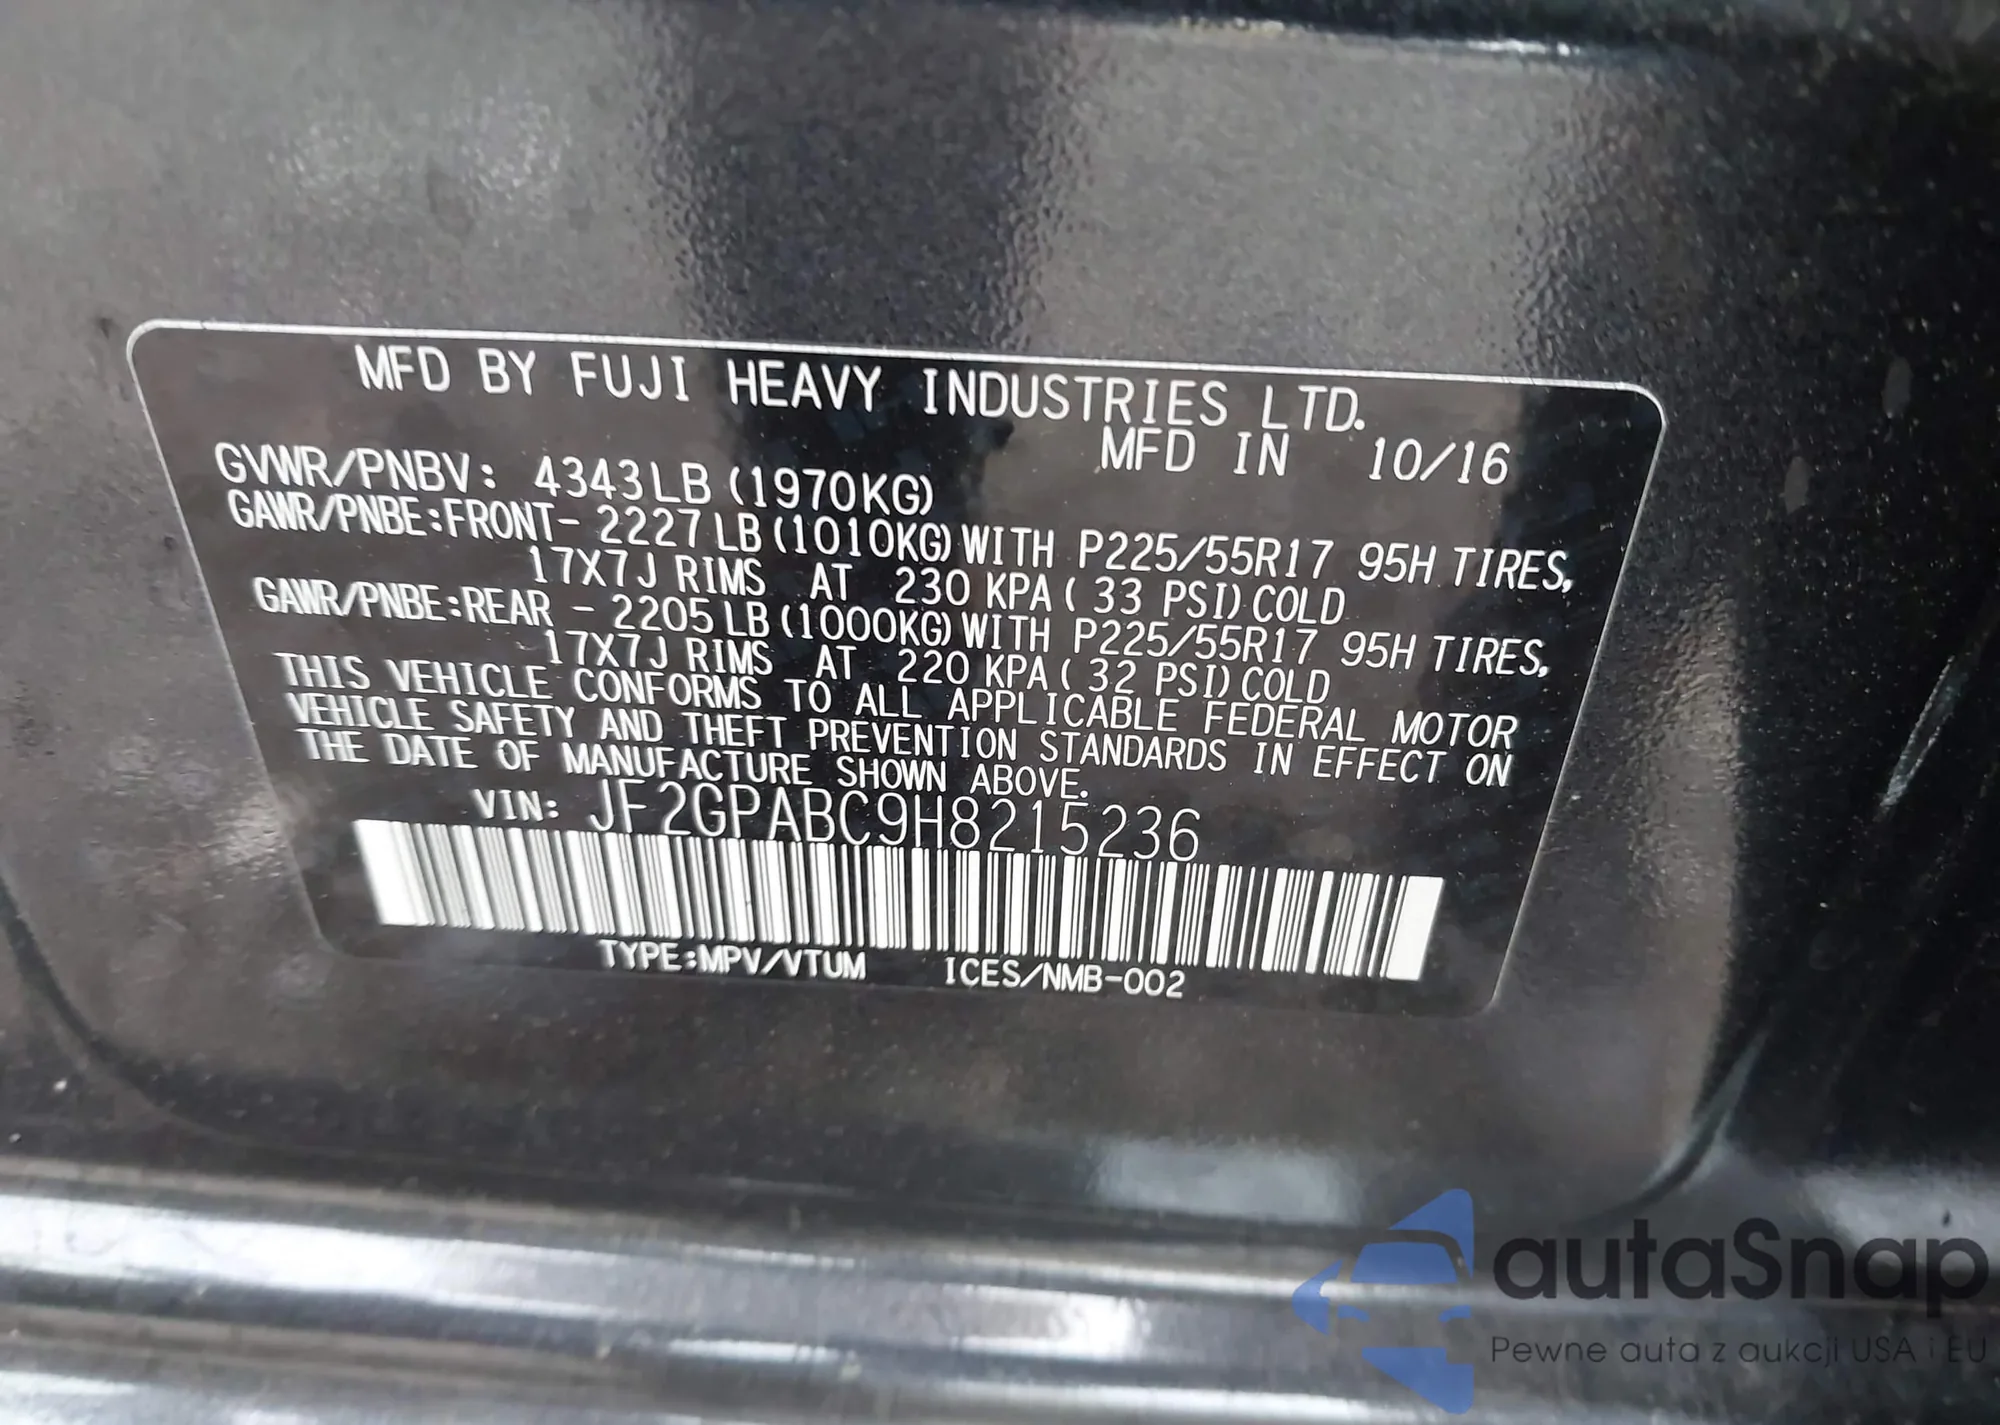 MFD BY FUJI HEAVY INDUSTRIES LTD.
MFD IN 10/16
GVWR/PNBV: 4343LB (1970KG)
GAWR/PNBE:FRONT- 2227 LB (1010KG) WITH P225/55R17 95H TIRES,
17X7J RIMS AT 230 KPA ( 33 PSI) COLD
GAWR/PNBE:REAR - 2205 LB (1000KG) WITH P225/55R17 95H TIRES,
17X7J RIMS AT 220 KPA ( 32 PSI) COLD
THIS VEHICLE CONFORMS TO ALL APPLICABLE FEDERAL MOTOR
VEHICLE SAFETY AND THEFT PREVENTION STANDARDS IN EFFECT ON
THE DATE OF MANUFACTURE SHOWN ABOVE.
VIN: JF2GPABC9H8215236
TYPE:MPV/VTUM ICES/NMB-002
autaSnap
Pewne auta z aukcji USA i EU